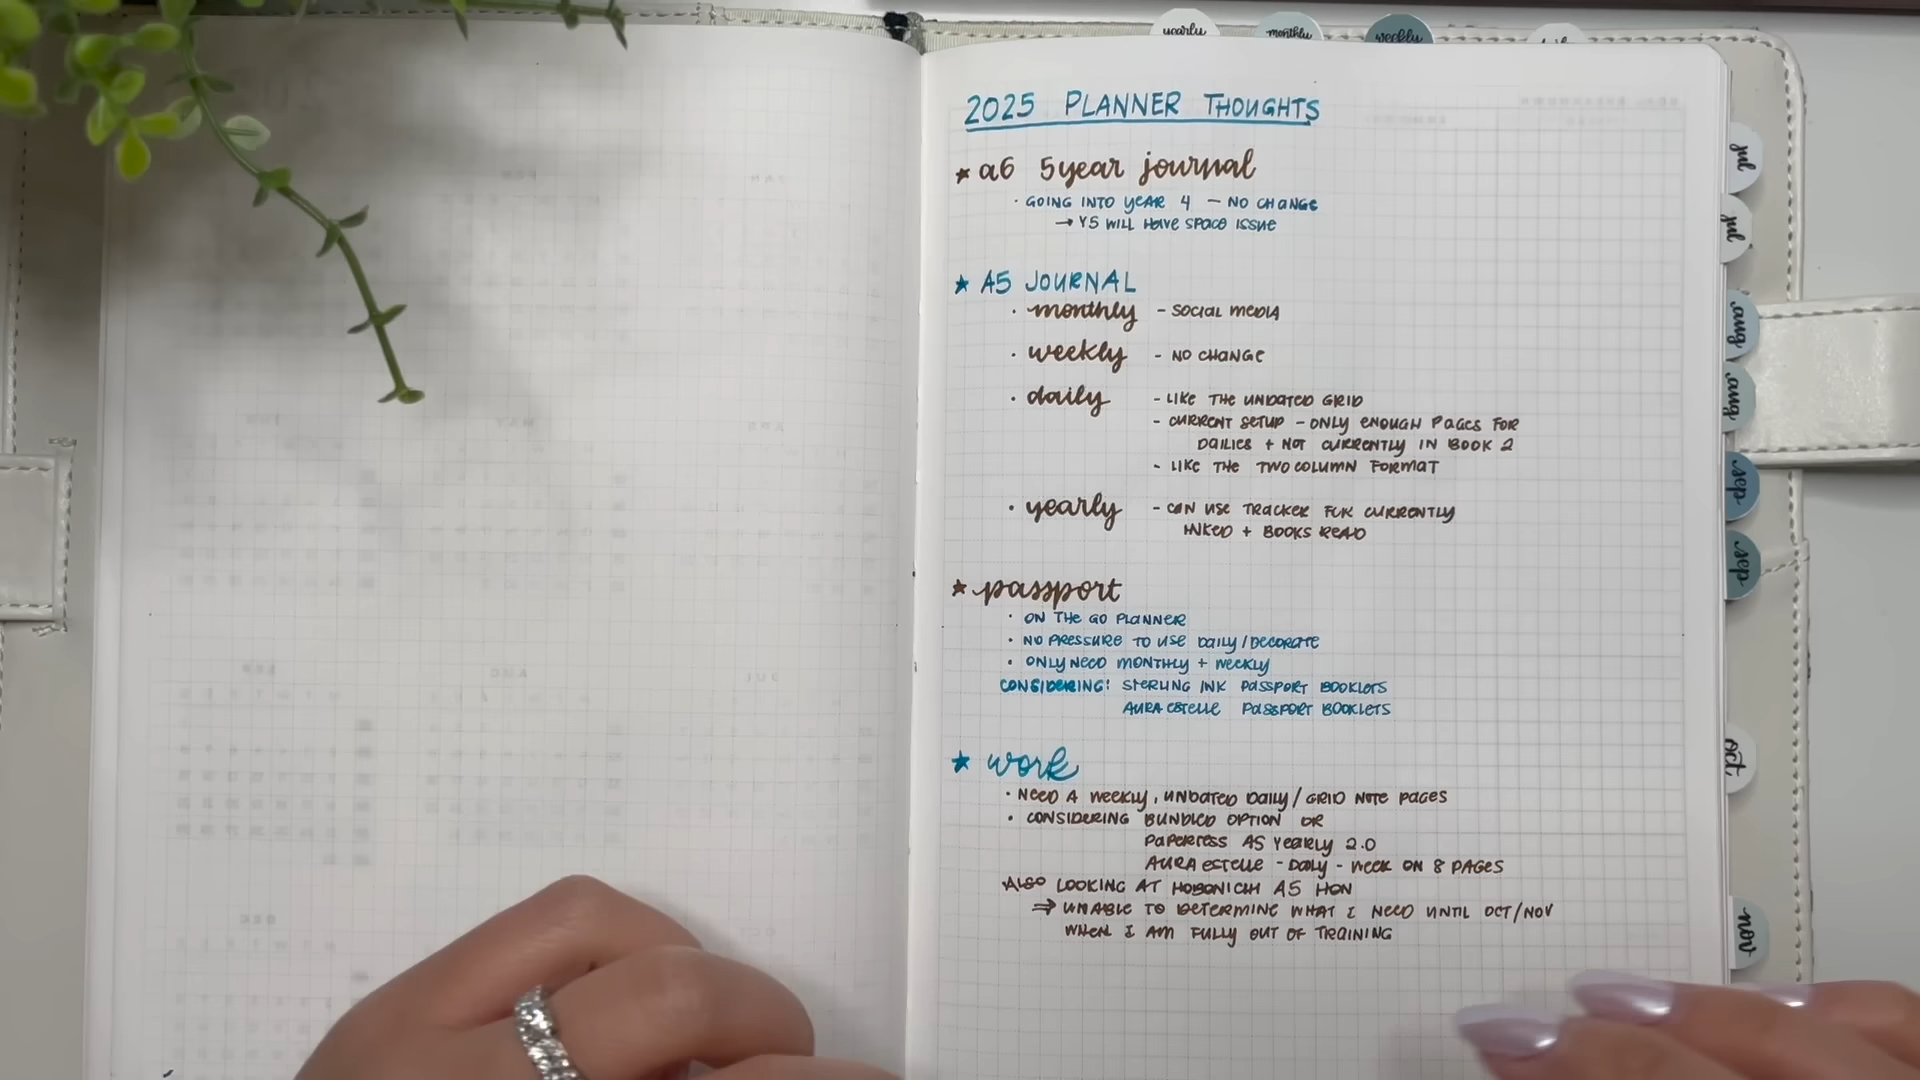 yearly
monthly
weekly
2025 PLANNER THOUGHTS
★ a6 5year journal
· GOING INTO YEAR 4 — NO CHANGE
→ Y5 WILL HAVE SPACE ISSUE
★ A5 JOURNAL
· monthly - SOCIAL MEDIA
· weekly - NO CHANGE
· daily - LIKE THE UNDATED GRID
- CURRENT SETUP - ONLY ENOUGH PAGES FOR
DAILIES + NOT CURRENTLY IN BOOK 2
- LIKE THE TWO COLUMN FORMAT
· yearly - CAN USE TRACKER FOR CURRENTLY
INKED + BOOKS READ
★ passport
· ON THE GO PLANNER
· NO PRESSURE TO USE DAILY/DECORATE
· ONLY NEED MONTHLY + WEEKLY
CONSIDERING: STERLING INK PASSPORT BOOKLETS
AURA ESTELLE PASSPORT BOOKLETS
★ work
· NEED A WEEKLY, UNDATED DAILY/GRID NOTE PAGES
· CONSIDERING BUNDLED OPTION OR
PAPERTESS A5 YEARLY 2.0
AURA ESTELLE - DAILY - WEEK ON 8 PAGES
ALSO LOOKING AT HOBONICHI A5 HON
⇒ UNABLE TO DETERMINE WHAT I NEED UNTIL OCT/NOV
WHEN I AM FULLY OUT OF TRAINING
jul
jul
aug
aug
sep
sep
oct
nov